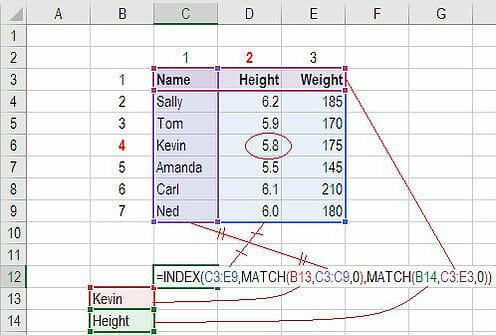 A B C D E F G
1
2 1 2 3
3 1 Name Height Weight
4 2 Sally 6.2 185
5 3 Tom 5.9 170
6 4 Kevin 5.8 175
7 5 Amanda 5.5 145
8 6 Carl 6.1 210
9 7 Ned 6.0 180
10
11
12 =INDEX(C3:E9,MATCH(B13,C3:C9,0),MATCH(B14,C3:E3,0))
13 Kevin
14 Height